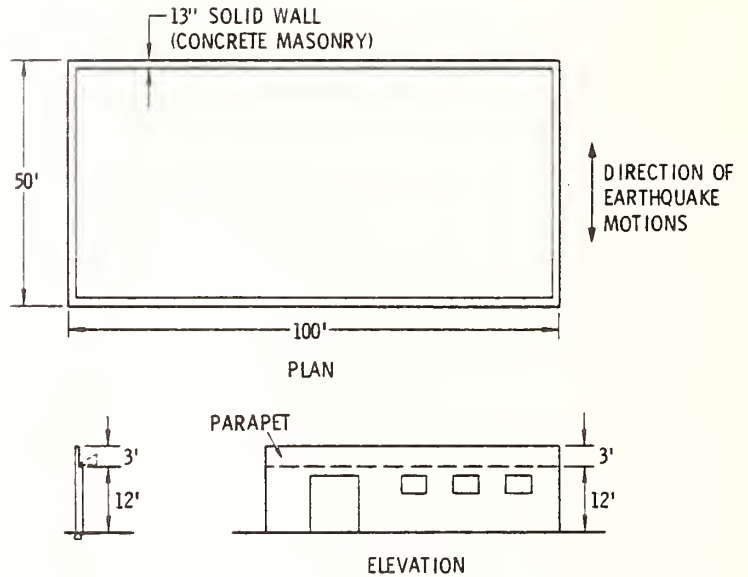 13" SOLID WALL
(CONCRETE MASONRY)
50'
DIRECTION OF
EARTHQUAKE
MOTIONS
100'
PLAN
PARAPET
3'
12'
3'
12'
ELEVATION